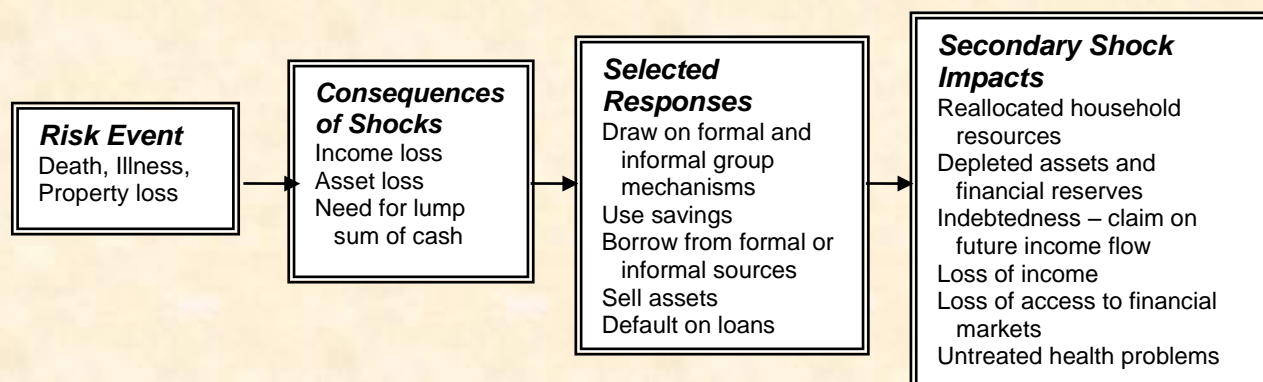 Risk Event
Death, Illness,
Property loss
Consequences
of Shocks
Income loss
Asset loss
Need for lump
sum of cash
Selected
Responses
Draw on formal and
informal group
mechanisms
Use savings
Borrow from formal or
informal sources
Sell assets
Default on loans
Secondary Shock
Impacts
Reallocated household
resources
Depleted assets and
financial reserves
Indebtedness – claim on
future income flow
Loss of income
Loss of access to financial
markets
Untreated health problems